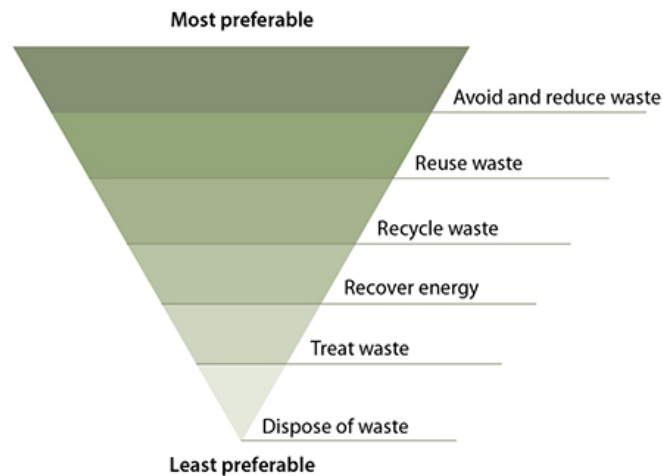 Most preferable
Avoid and reduce waste
Reuse waste
Recycle waste
Recover energy
Treat waste
Dispose of waste
Least preferable